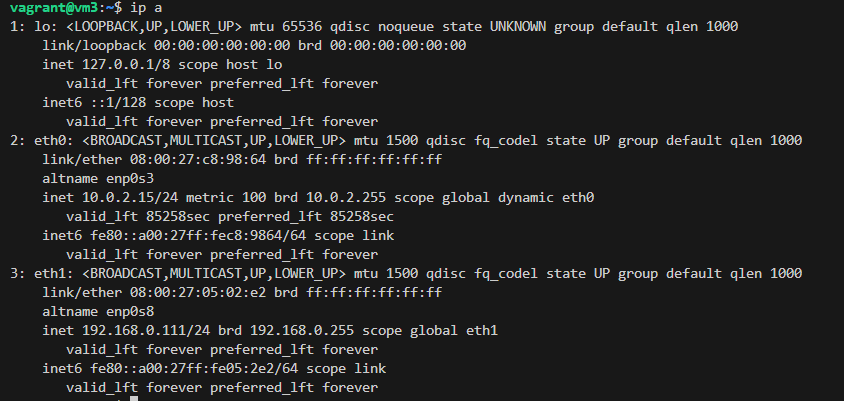 vagrant@vm3:~$ ip a
1: lo: <LOOPBACK,UP,LOWER_UP> mtu 65536 qdisc noqueue state UNKNOWN group default qlen 1000
    link/loopback 00:00:00:00:00:00 brd 00:00:00:00:00:00
    inet 127.0.0.1/8 scope host lo
       valid_lft forever preferred_lft forever
    inet6 ::1/128 scope host
       valid_lft forever preferred_lft forever
2: eth0: <BROADCAST,MULTICAST,UP,LOWER_UP> mtu 1500 qdisc fq_codel state UP group default qlen 1000
    link/ether 08:00:27:c8:98:64 brd ff:ff:ff:ff:ff:ff
    altname enp0s3
    inet 10.0.2.15/24 metric 100 brd 10.0.2.255 scope global dynamic eth0
       valid_lft 85258sec preferred_lft 85258sec
    inet6 fe80::a00:27ff:fec8:9864/64 scope link
       valid_lft forever preferred_lft forever
3: eth1: <BROADCAST,MULTICAST,UP,LOWER_UP> mtu 1500 qdisc fq_codel state UP group default qlen 1000
    link/ether 08:00:27:05:02:e2 brd ff:ff:ff:ff:ff:ff
    altname enp0s8
    inet 192.168.0.111/24 brd 192.168.0.255 scope global eth1
       valid_lft forever preferred_lft forever
    inet6 fe80::a00:27ff:fe05:2e2/64 scope link
       valid_lft forever preferred_lft forever